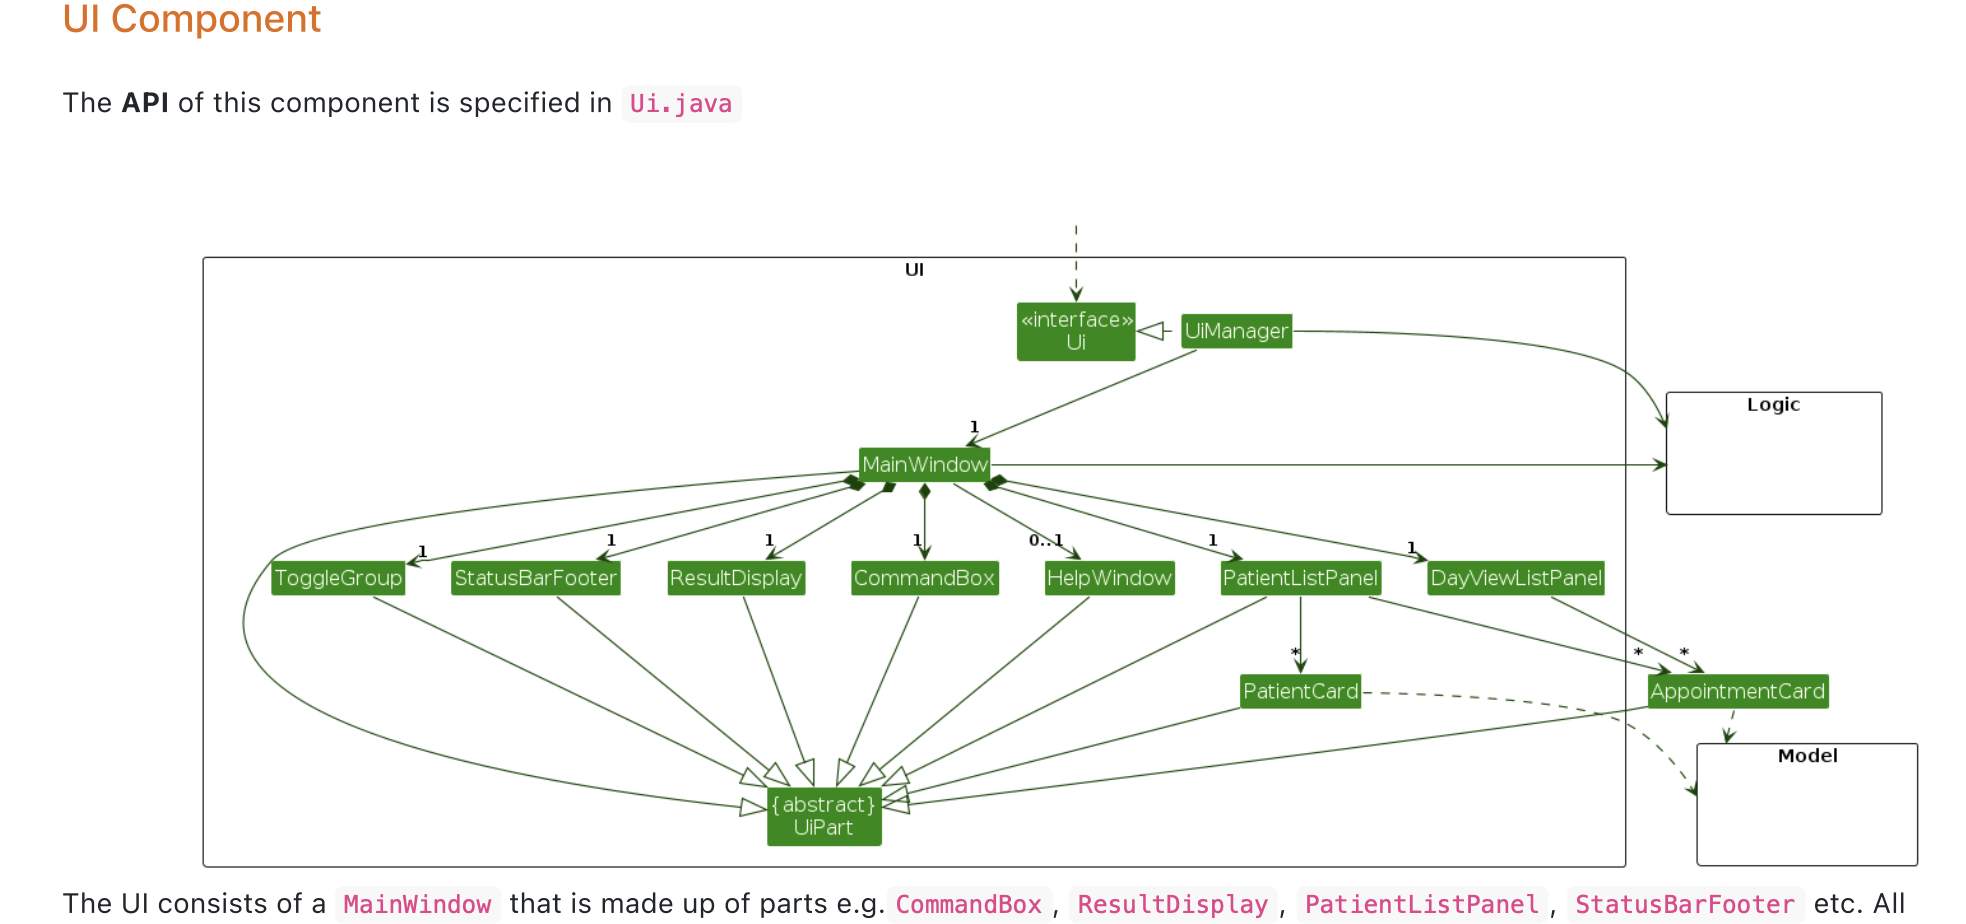 UI Component
The API of this component is specified in Ui.java
UI
«interface»
Ui
UiManager
Logic
1
MainWindow
1
1
1
1
0..1
1
1
ToggleGroup
StatusBarFooter
ResultDisplay
CommandBox
HelpWindow
PatientListPanel
DayViewListPanel
*
*
*
PatientCard
AppointmentCard
Model
{abstract}
UiPart
The UI consists of a MainWindow that is made up of parts e.g. CommandBox, ResultDisplay, PatientListPanel, StatusBarFooter etc. All